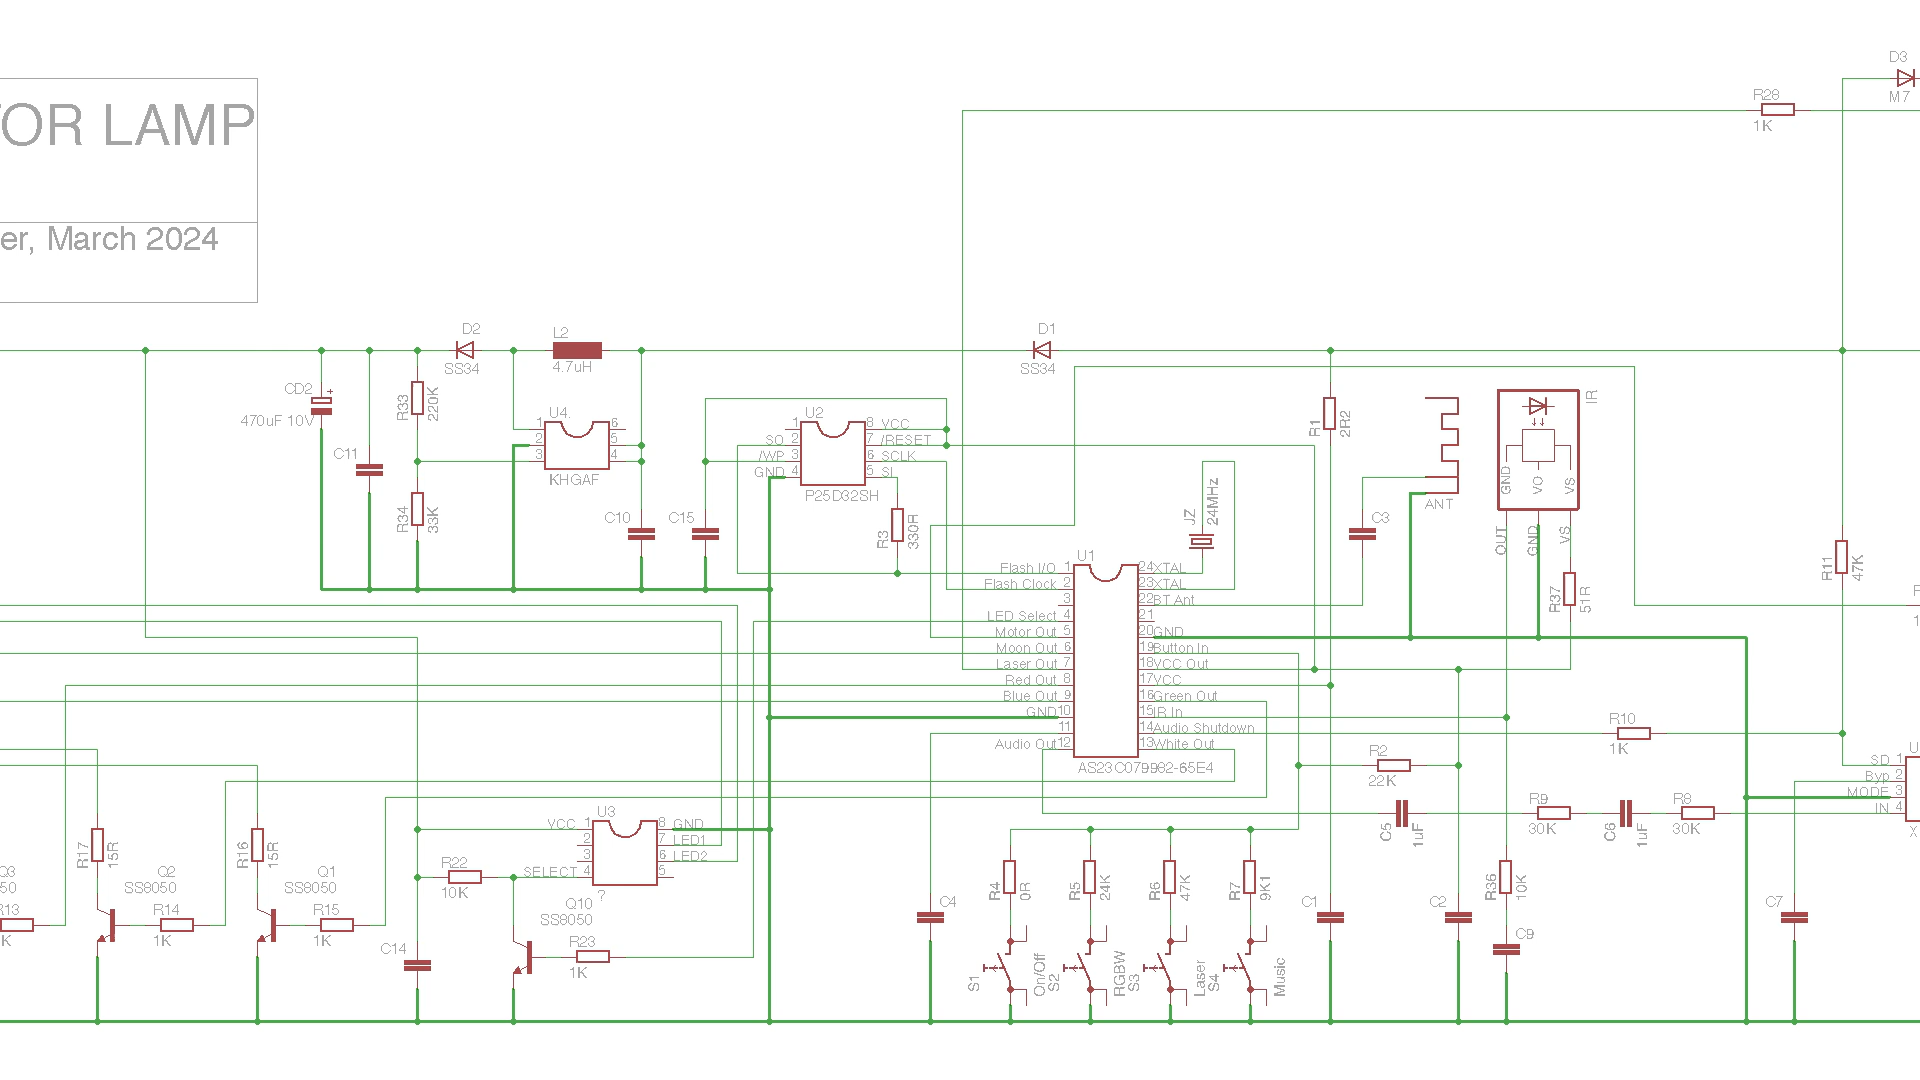 OR LAMP
er, March 2024
D3
M7
R28
1K
D2
SS34
L2
4.7uH
D1
SS34
CD2
+
470uF 10V
C11
R33
220K
R34
33K
U4.
1
2
3
6
5
4
KHGAF
C10
C15
U2
SO
/WP
GND
1
2
3
4
8 VCC
7 /RESET
6 SCLK
5 SI
P25D32SH
R3
330R
JZ
24MHz
R1
2R2
C3
ANT
IR
GND
VO
VS
OUT
GND
VS
R37
51R
R11
47K
U1
Flash I/O 1
Flash Clock 2
3
LED Select 4
Motor Out 5
Moon Out 6
Laser Out 7
Red Out 8
Blue Out 9
GND 10
11
Audio Out 12
24 XTAL
23 XTAL
22 BT Ant
21
20 GND
19 Button In
18 VCC Out
17 VCC
16 Green Out
15 IR In
14 Audio Shutdown
13 White Out
AS23C079982-65E4
R10
1K
R2
22K
C5
1uF
R9
30K
C6
1uF
R8
30K
SD 1
Byp 2
MODE 3
IN 4
U
X
U3
VCC 1
2
3
SELECT 4
8 GND
7 LED1
6 LED2
5
?
R22
10K
Q10
SS8050
R23
1K
C14
R17
15R
Q2
SS8050
R14
1K
R16
15R
Q1
SS8050
R15
1K
Q3
50
R13
K
C4
R4
0R
R5
24K
R6
47K
R7
9K1
S1
On/Off
S2
RGBW
S3
Laser
S4
Music
C1
C2
R36
10K
C9
C7